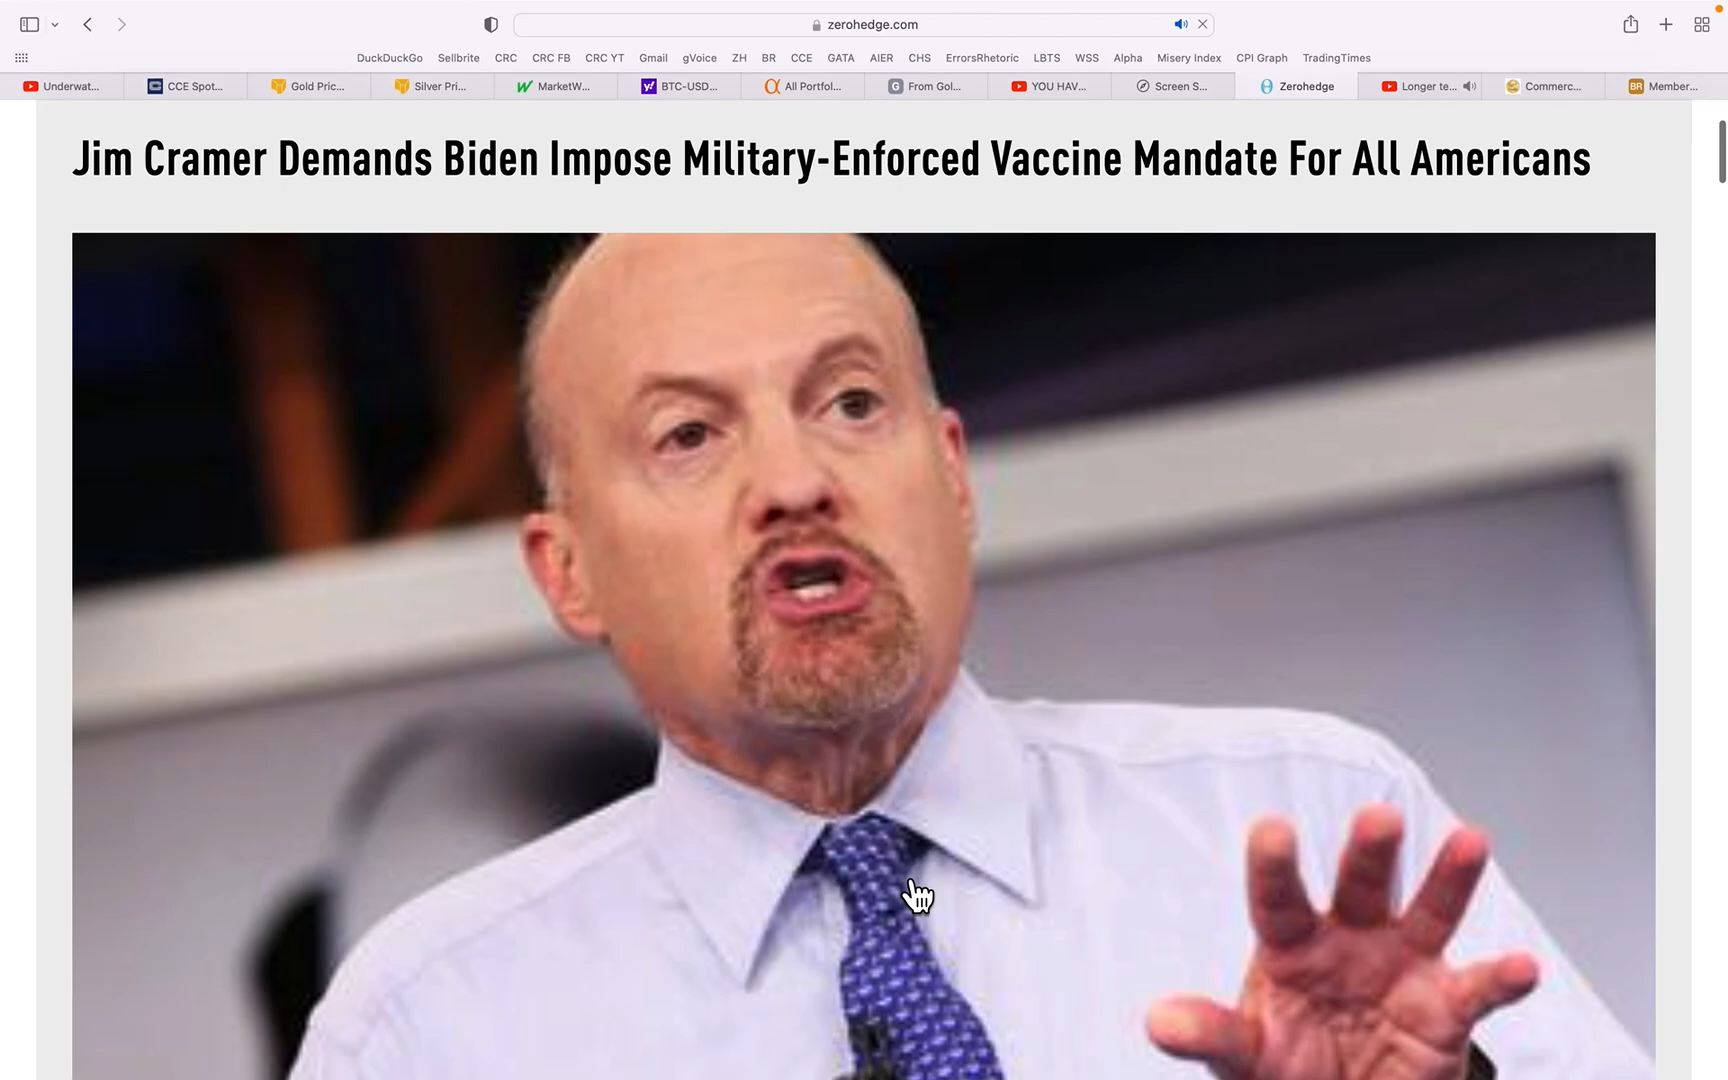 zerohedge.com
DuckDuckGo Sellbrite CRC CRC FB CRC YT Gmail gVoice ZH BR CCE GATA AIER CHS ErrorsRhetoric LBTS WSS Alpha Misery Index CPI Graph TradingTimes
Underwat... CCE Spot... Gold Pric... Silver Pri... MarketW... BTC-USD... All Portfol... From Gol... YOU HAV... Screen S... Zerohedge Longer te... Commerc... BR Member...
Jim Cramer Demands Biden Impose Military-Enforced Vaccine Mandate For All Americans